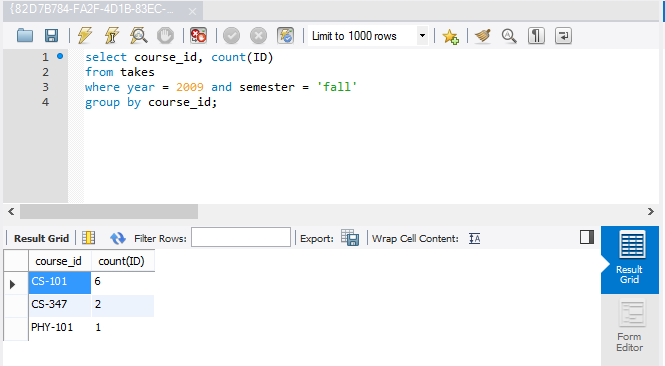 {82D7B784-FA2F-4D1B-83EC-...
Limit to 1000 rows
1 select course_id, count(ID)
2 from takes
3 where year = 2009 and semester = 'fall'
4 group by course_id;
Result Grid Filter Rows: Export: Wrap Cell Content:
course_id count(ID)
CS-101 6
CS-347 2
PHY-101 1
Result
Grid
Form
Editor